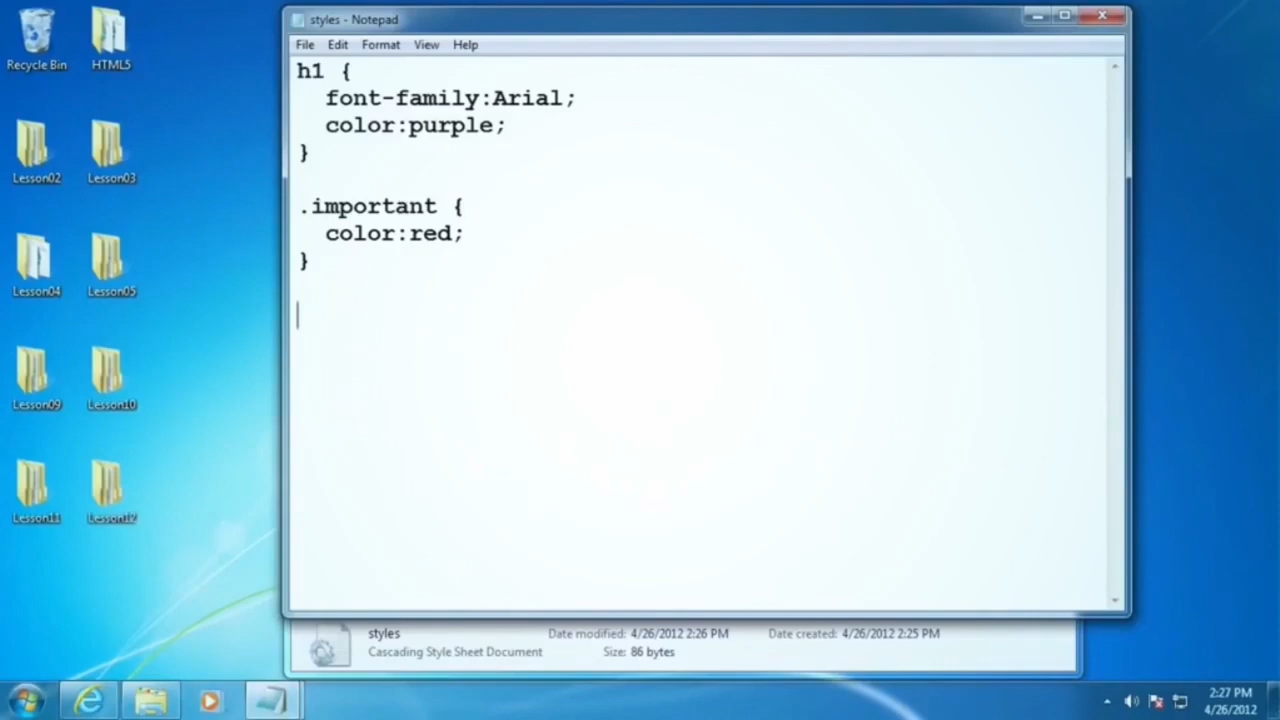 styles - Notepad
File Edit Format View Help
h1 {
  font-family:Arial;
  color:purple;
}
.important {
  color:red;
}
Recycle Bin
HTML5
Lesson02
Lesson03
Lesson04
Lesson05
Lesson09
Lesson10
Lesson11
Lesson12
styles
Date modified: 4/26/2012 2:26 PM
Date created: 4/26/2012 2:25 PM
Cascading Style Sheet Document
Size: 86 bytes
2:27 PM
4/26/2012